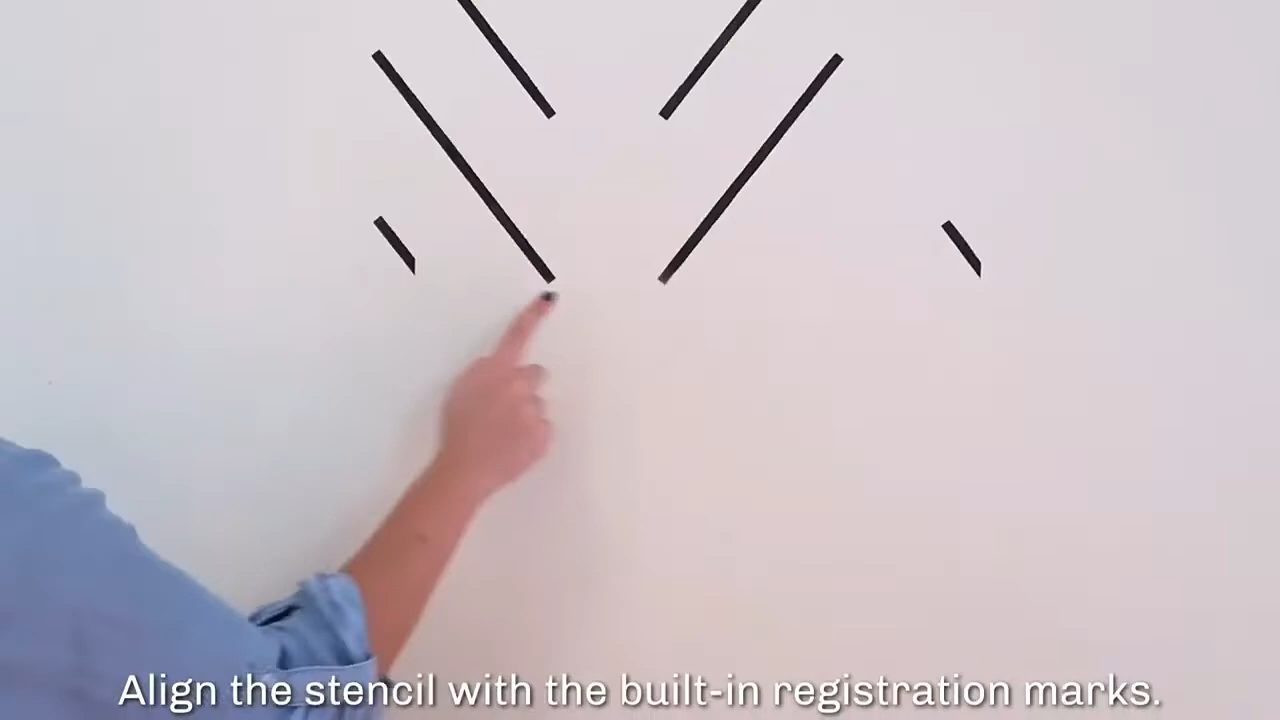 Align the stencil with the built-in registration marks.